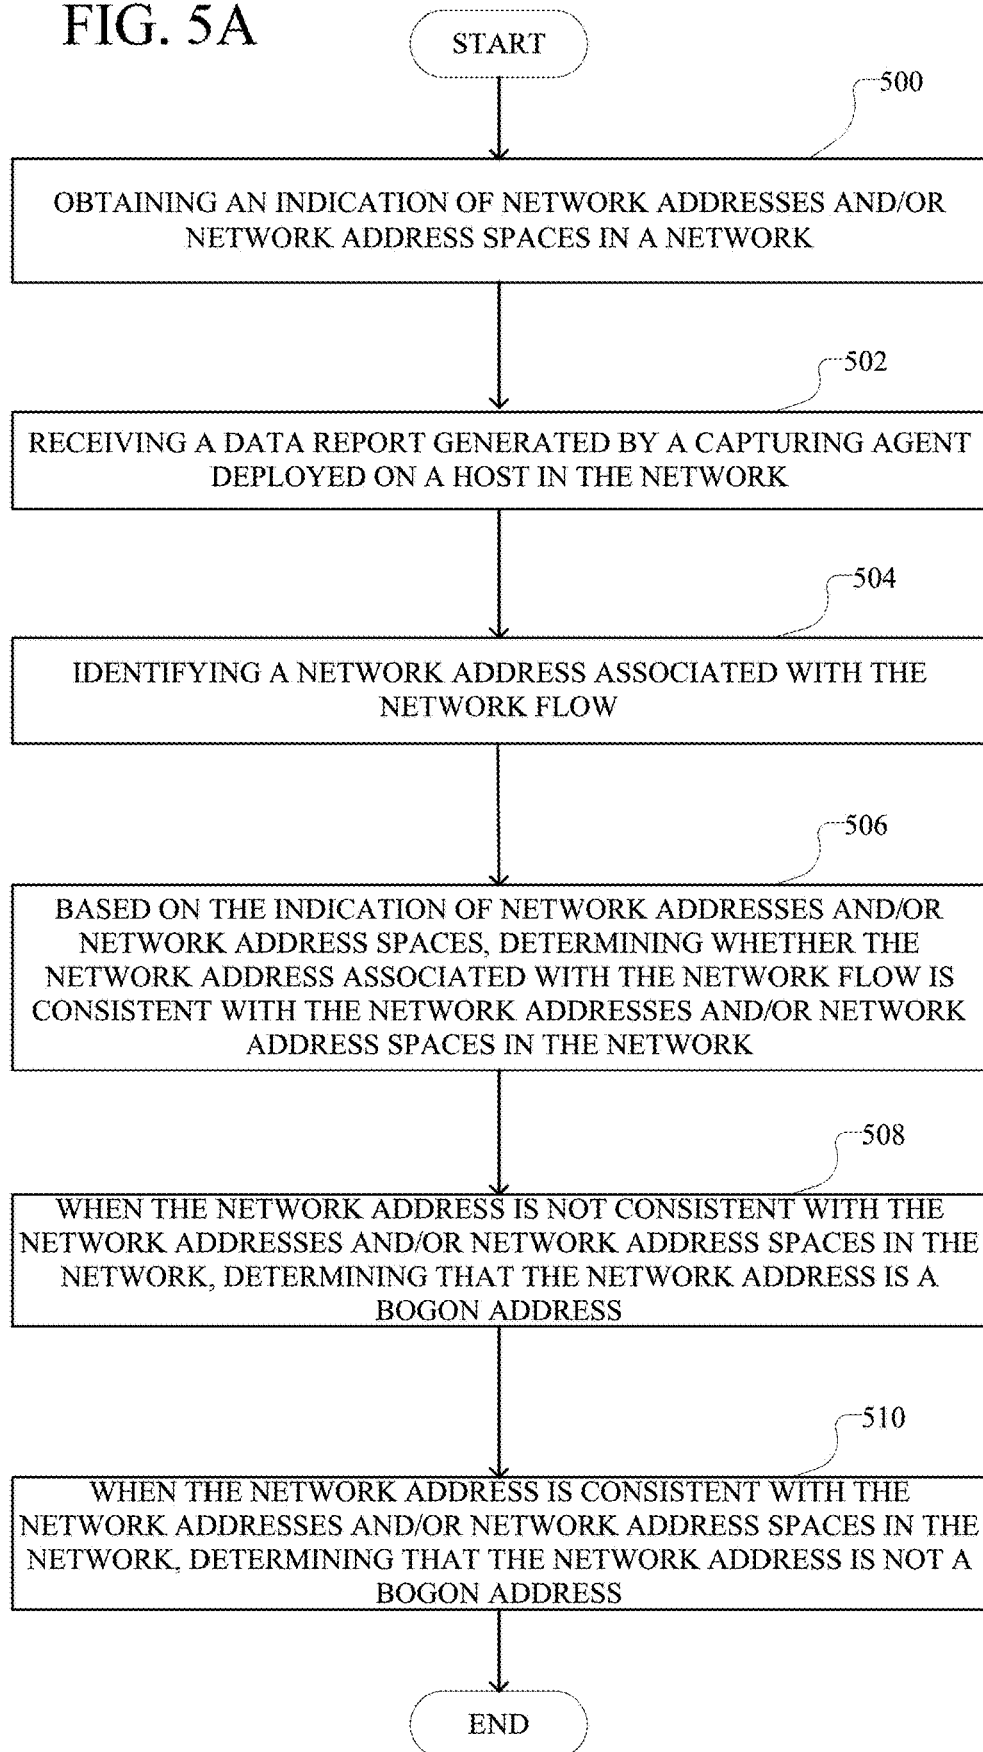 FIG. 5A
START
500
OBTAINING AN INDICATION OF NETWORK ADDRESSES AND/OR
NETWORK ADDRESS SPACES IN A NETWORK
502
RECEIVING A DATA REPORT GENERATED BY A CAPTURING AGENT
DEPLOYED ON A HOST IN THE NETWORK
504
IDENTIFYING A NETWORK ADDRESS ASSOCIATED WITH THE
NETWORK FLOW
506
BASED ON THE INDICATION OF NETWORK ADDRESSES AND/OR
NETWORK ADDRESS SPACES, DETERMINING WHETHER THE
NETWORK ADDRESS ASSOCIATED WITH THE NETWORK FLOW IS
CONSISTENT WITH THE NETWORK ADDRESSES AND/OR NETWORK
ADDRESS SPACES IN THE NETWORK
508
WHEN THE NETWORK ADDRESS IS NOT CONSISTENT WITH THE
NETWORK ADDRESSES AND/OR NETWORK ADDRESS SPACES IN THE
NETWORK, DETERMINING THAT THE NETWORK ADDRESS IS A
BOGON ADDRESS
510
WHEN THE NETWORK ADDRESS IS CONSISTENT WITH THE
NETWORK ADDRESSES AND/OR NETWORK ADDRESS SPACES IN THE
NETWORK, DETERMINING THAT THE NETWORK ADDRESS IS NOT A
BOGON ADDRESS
END